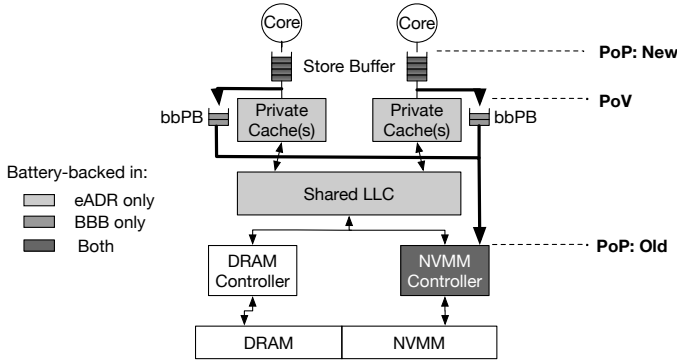 Core
Core
PoP: New
Store Buffer
PoV
bbPB
Private
Cache(s)
Private
Cache(s)
bbPB
Battery-backed in:
eADR only
BBB only
Both
Shared LLC
PoP: Old
DRAM
Controller
NVMM
Controller
DRAM
NVMM